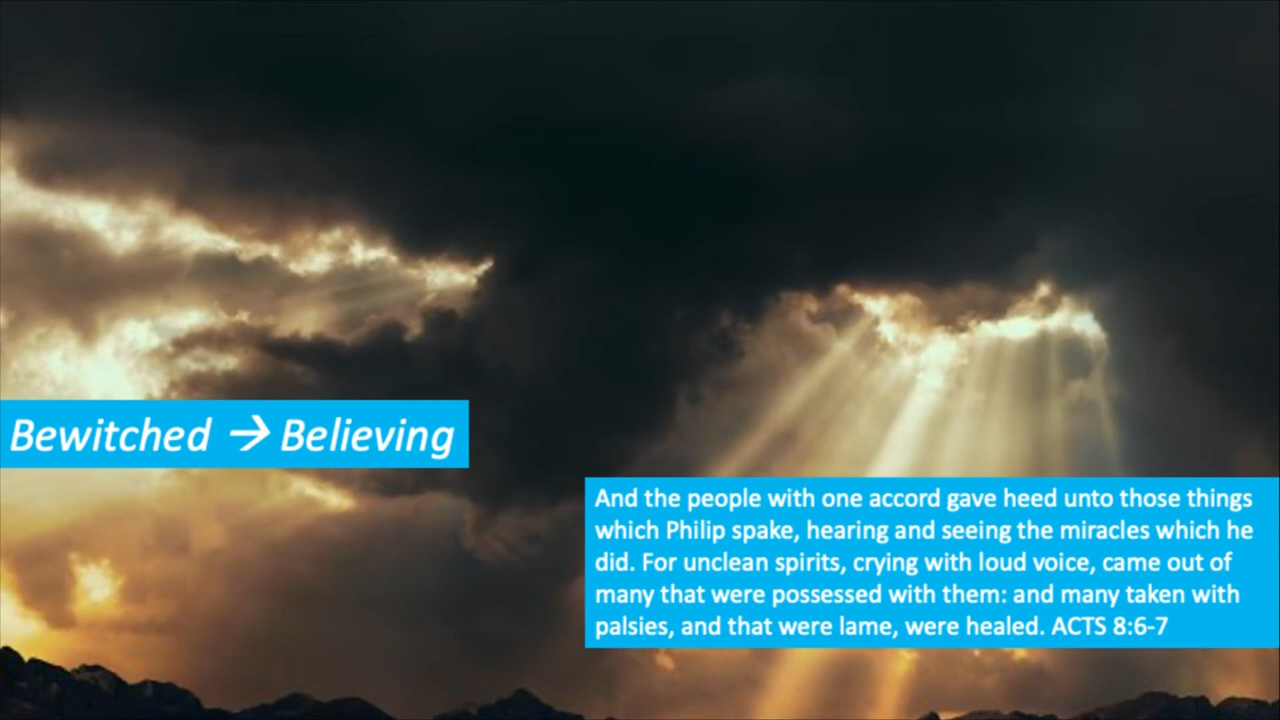 Bewitched → Believing
And the people with one accord gave heed unto those things
which Philip spake, hearing and seeing the miracles which he
did. For unclean spirits, crying with loud voice, came out of
many that were possessed with them: and many taken with
palsies, and that were lame, were healed. ACTS 8:6-7